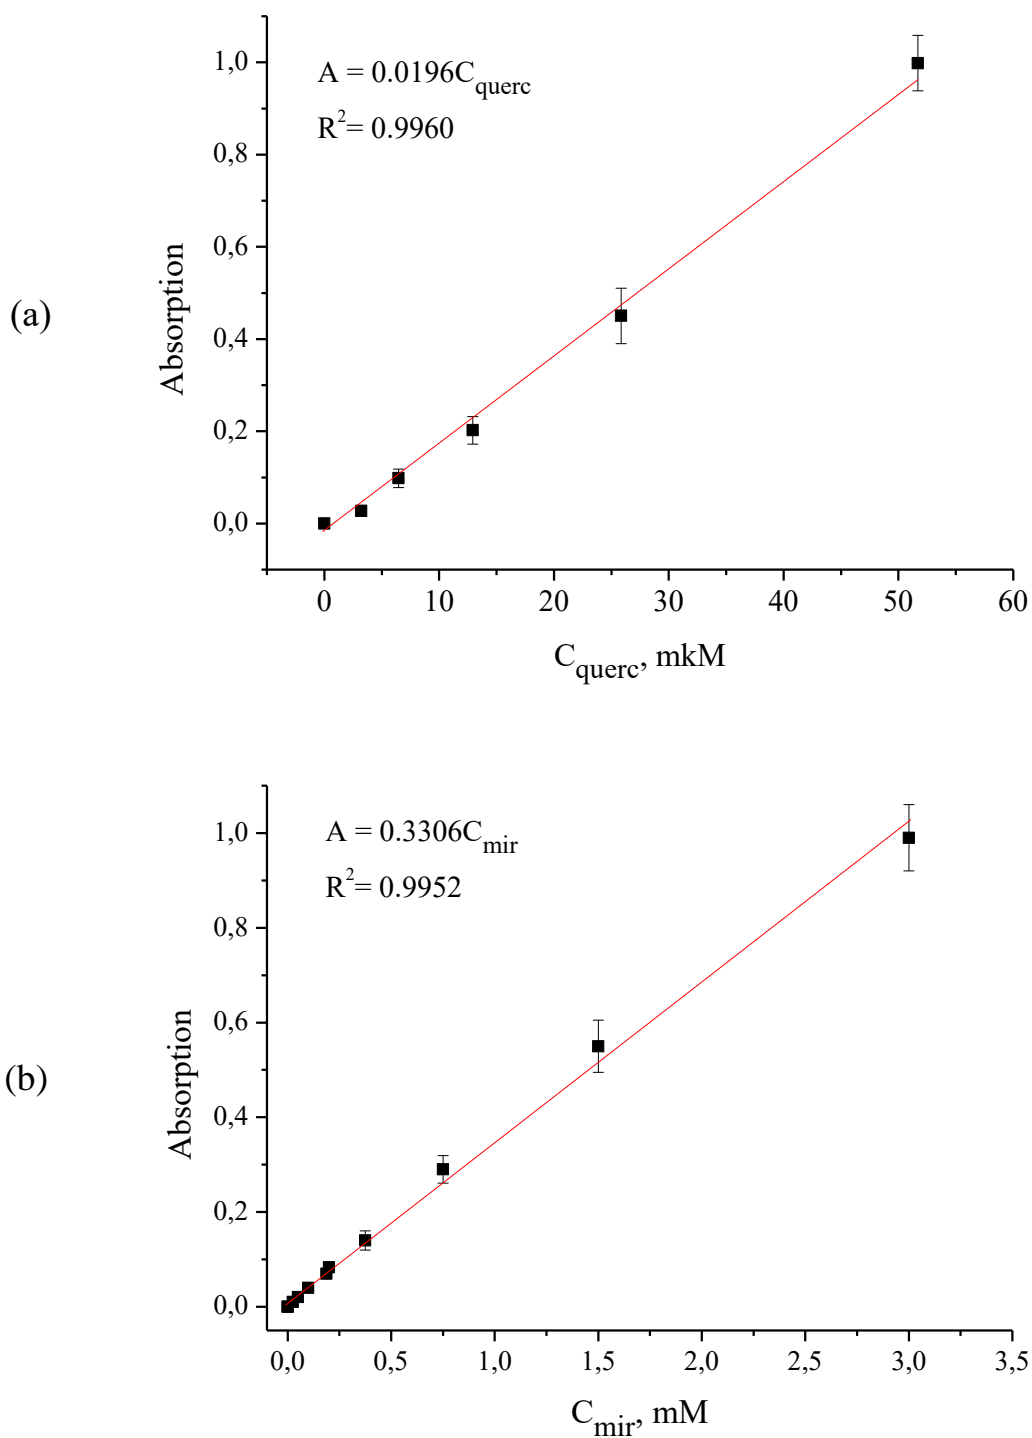 A = 0.0196C_querc
R²= 0.9960
1,0
0,8
0,6
0,4
0,2
0,0
Absorption
(a)
0 10 20 30 40 50 60
C_querc, mkM
A = 0.3306C_mir
R²= 0.9952
1,0
0,8
0,6
0,4
0,2
0,0
Absorption
(b)
0,0 0,5 1,0 1,5 2,0 2,5 3,0 3,5
C_mir, mM